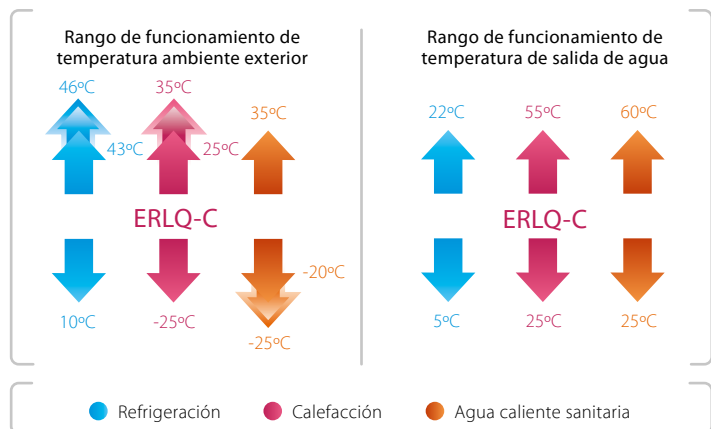 Rango de funcionamiento de
temperatura ambiente exterior
46ºC
35ºC
35ºC
43ºC
25ºC
ERLQ-C
-20ºC
10ºC
-25ºC
-25ºC
Rango de funcionamiento de
temperatura de salida de agua
22ºC
55ºC
60ºC
ERLQ-C
5ºC
25ºC
25ºC
Refrigeración
Calefacción
Agua caliente sanitaria